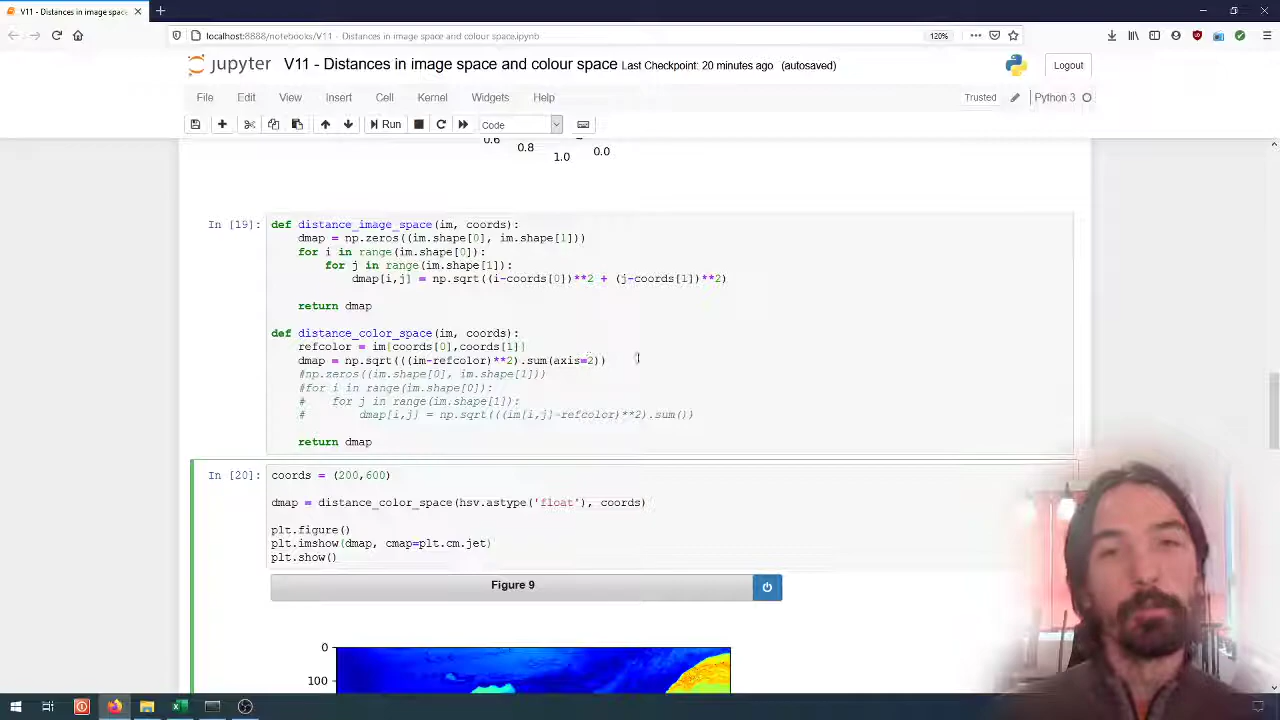 V11 - Distances in image space
localhost:8888/notebooks/V11 - Distances in image space and colour space.ipynb
120%
jupyter V11 - Distances in image space and colour space Last Checkpoint: 20 minutes ago (autosaved)
Logout
File Edit View Insert Cell Kernel Widgets Help
Trusted Python 3
Run Code
0.6
0.8
1.0
0.0
In [19]: def distance_image_space(im, coords):
dmap = np.zeros((im.shape[0], im.shape[1]))
for i in range(im.shape[0]):
for j in range(im.shape[1]):
dmap[i,j] = np.sqrt((i-coords[0])**2 + (j-coords[1])**2)
return dmap
def distance_color_space(im, coords):
refcolor = im[coords[0],coords[1]]
dmap = np.sqrt(((im-refcolor)**2).sum(axis=2))
#np.zeros((im.shape[0], im.shape[1]))
#for i in range(im.shape[0]):
# for j in range(im.shape[1]):
# dmap[i,j] = np.sqrt(((im[i,j]-refcolor)**2).sum())
return dmap
In [20]: coords = (200,600)
dmap = distance_color_space(hsv.astype('float'), coords)
plt.figure()
plt.imshow(dmap, cmap=plt.cm.jet)
plt.show()
Figure 9
0
100